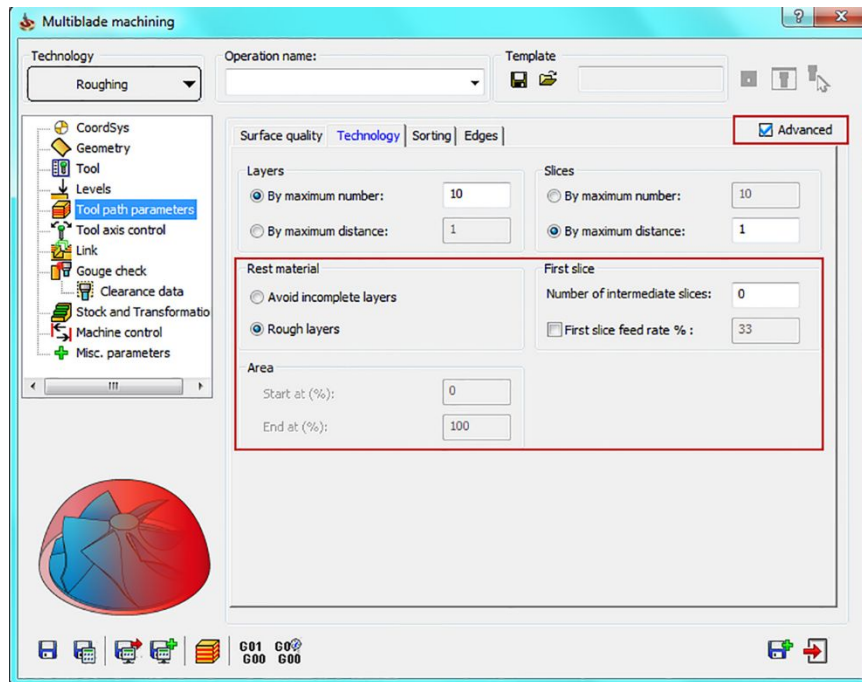 Multiblade machining
Technology
Roughing
Operation name:
Template
CoordSys
Geometry
Tool
Levels
Tool path parameters
Tool axis control
Link
Gouge check
Clearance data
Stock and Transformatio
Machine control
Misc. parameters
Surface quality Technology Sorting Edges
Advanced
Layers
By maximum number: 10
By maximum distance: 1
Slices
By maximum number: 10
By maximum distance: 1
Rest material
Avoid incomplete layers
Rough layers
First slice
Number of intermediate slices: 0
First slice feed rate % : 33
Area
Start at (%): 0
End at (%): 100
G01 G0
G00 G00